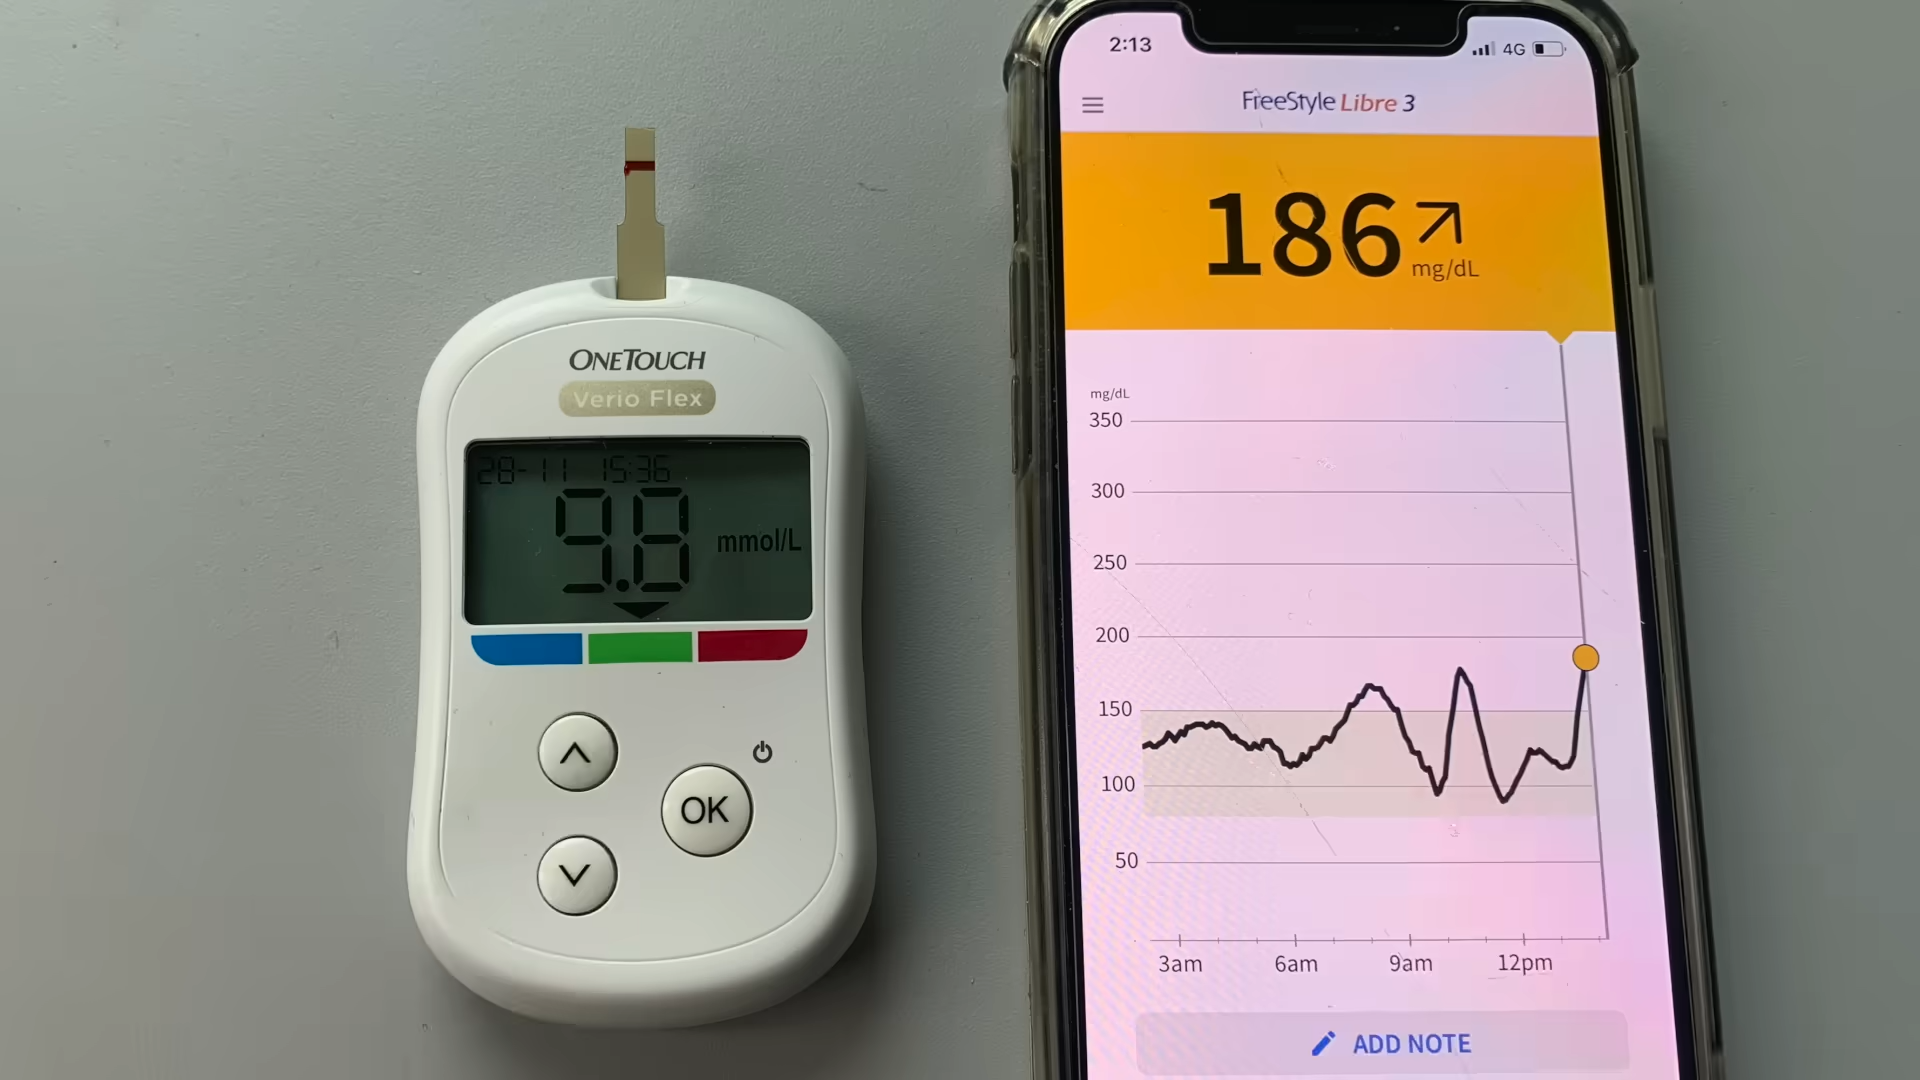 ONETOUCH
Verio Flex
28-11 15:36
9.8 mmol/L
OK
2:13
4G
FreeStyle Libre 3
186
mg/dL
mg/dL
350
300
250
200
150
100
50
3am 6am 9am 12pm
ADD NOTE